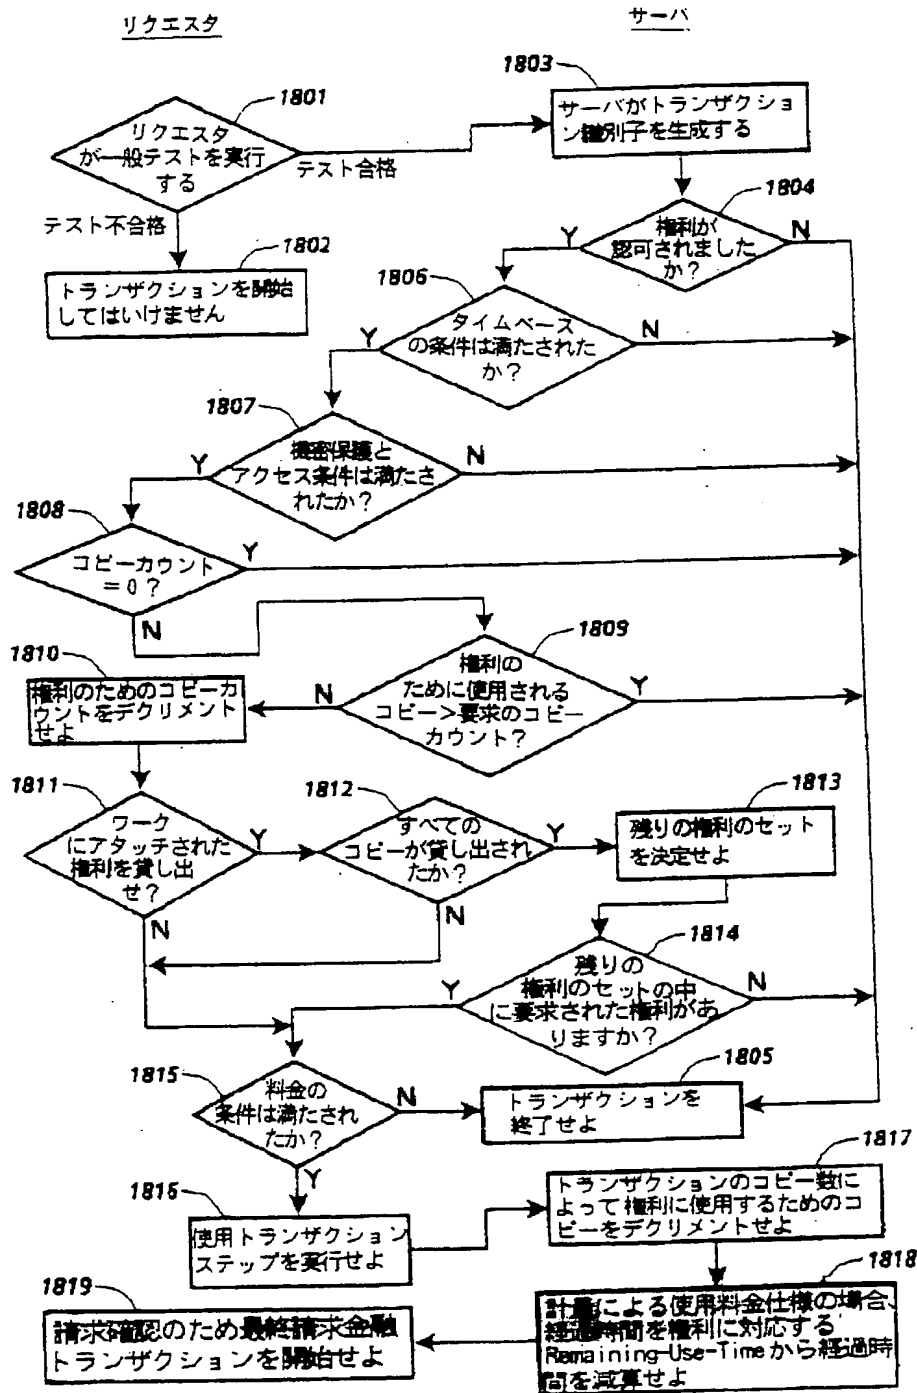 リクエスタ
サーバ
1801
リクエスタ
が一般テストを実行
する
テスト合格
テスト不合格
1802
トランザクションを開始
してはいけません
1803
サーバがトランザクショ
ン識別子を生成する
1804
権利が
認可されました
か?
Y
N
1806
タイムベース
の条件は満たされた
か?
Y
N
1807
機密保護と
アクセス条件は満たさ
れたか?
Y
N
1808
コピーカウント
=0?
Y
N
1809
権利の
ために使用される
コピー>要求のコピー
カウント?
N
Y
1810
権利のためのコピーカ
ウントをデクリメント
せよ
1811
ワーク
にアタッチされた
権利を貸し出
せ?
Y
N
1812
すべての
コピーが貸し出され
たか?
Y
N
1813
残りの権利のセット
を決定せよ
1814
残りの
権利のセットの中
に要求された権利があ
りますか?
Y
N
1815
料金の
条件は満たされ
たか?
N
Y
1805
トランザクションを
終了せよ
1816
使用トランザクション
ステップを実行せよ
1817
トランザクションのコピー数に
よって権利に使用するためのコ
ピーをデクリメントせよ
1818
計量による使用料金仕様の場合、
経過時間を権利に対応する
Remaining-Use-Timeから経過時
間を減算せよ
1819
請求確認のため最終請求金融
トランザクションを開始せよ